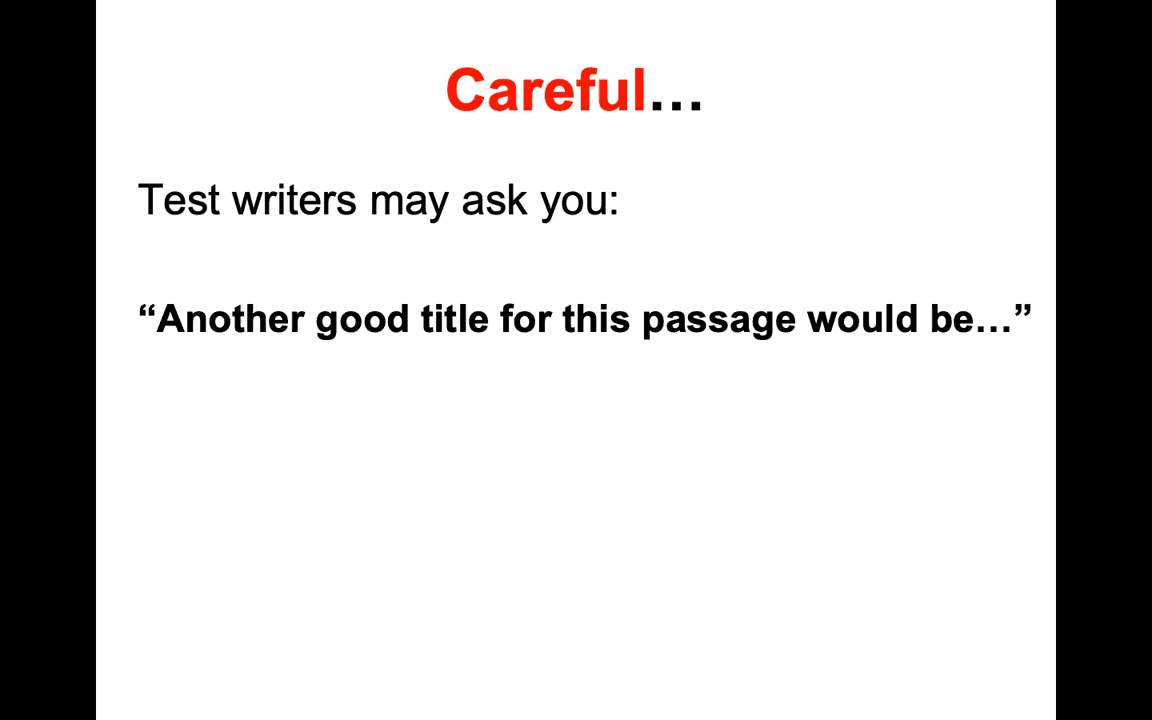 Careful…
Test writers may ask you:
“Another good title for this passage would be…”